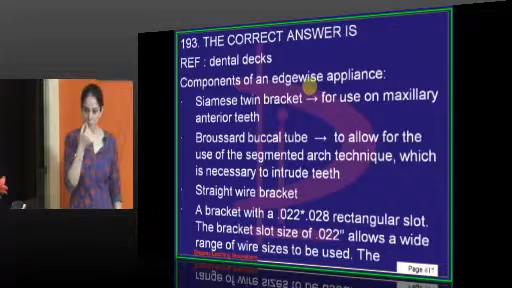 193. THE CORRECT ANSWER IS
REF : dental decks
Components of an edgewise appliance:
· Siamese twin bracket → for use on maxillary
anterior teeth
· Broussard buccal tube → to allow for the
use of the segmented arch technique, which
is necessary to intrude teeth
· Straight wire bracket
· A bracket with a .022*.028 rectangular slot.
The bracket slot size of .022" allows a wide
range of wire sizes to be used. The
Page 41*